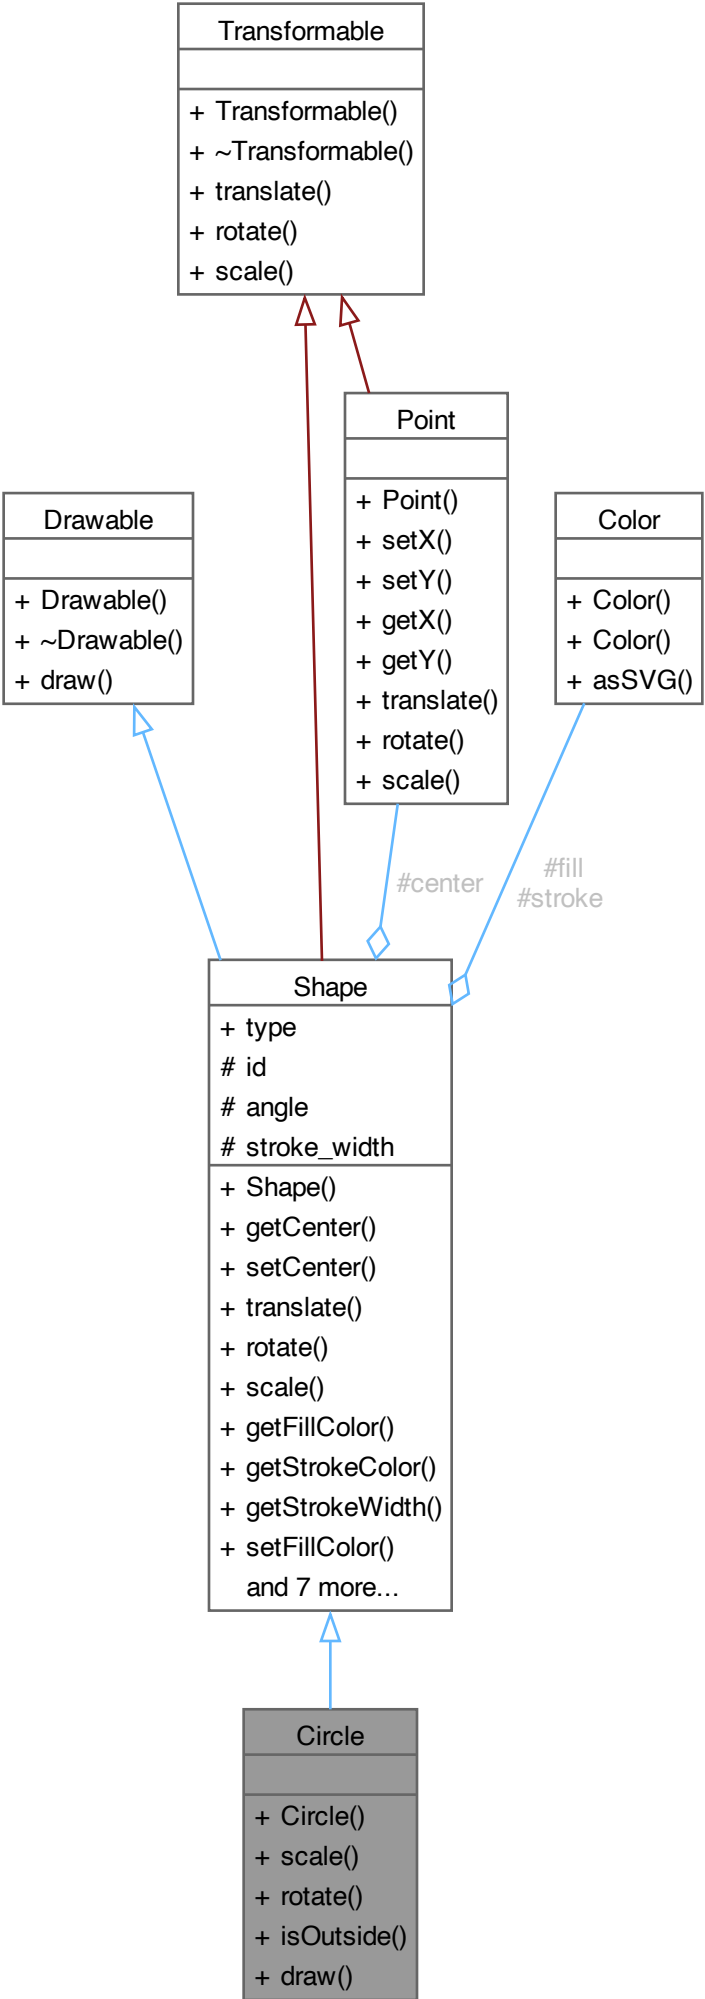 Transformable
+ Transformable()
+ ~Transformable()
+ translate()
+ rotate()
+ scale()
Point
+ Point()
+ setX()
+ setY()
+ getX()
+ getY()
+ translate()
+ rotate()
+ scale()
Drawable
+ Drawable()
+ ~Drawable()
+ draw()
Color
+ Color()
+ Color()
+ asSVG()
#center
#fill
#stroke
Shape
+ type
# id
# angle
# stroke_width
+ Shape()
+ getCenter()
+ setCenter()
+ translate()
+ rotate()
+ scale()
+ getFillColor()
+ getStrokeColor()
+ getStrokeWidth()
+ setFillColor()
and 7 more...
Circle
+ Circle()
+ scale()
+ rotate()
+ isOutside()
+ draw()